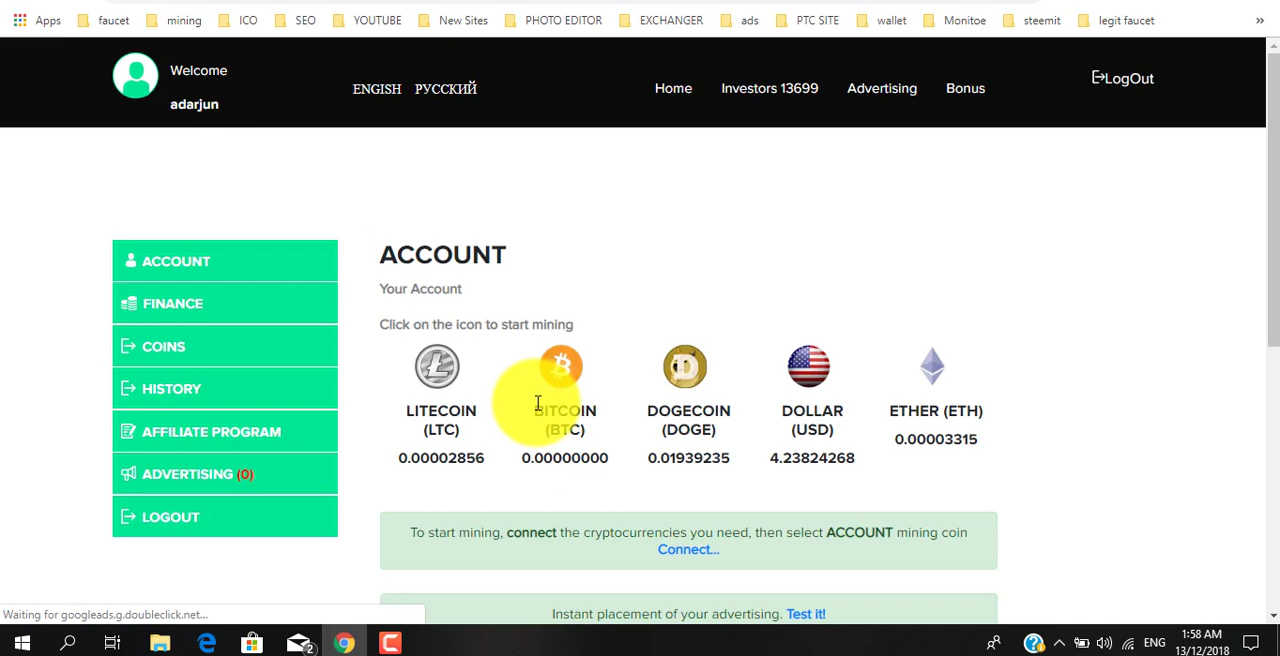 Apps faucet mining ICO SEO YOUTUBE New Sites PHOTO EDITOR EXCHANGER ads PTC SITE wallet Monitoe steemit legit faucet »
Welcome
adarjun
ENGISH РУССКИЙ
Home Investors 13699 Advertising Bonus
LogOut
ACCOUNT
FINANCE
COINS
HISTORY
AFFILIATE PROGRAM
ADVERTISING (0)
LOGOUT
ACCOUNT
Your Account
Click on the icon to start mining
LITECOIN
(LTC)
0.00002856
BITCOIN
(BTC)
0.00000000
DOGECOIN
(DOGE)
0.01939235
DOLLAR
(USD)
4.23824268
ETHER (ETH)
0.00003315
To start mining, connect the cryptocurrencies you need, then select ACCOUNT mining coin
Connect...
Instant placement of your advertising. Test it!
Waiting for googleads.g.doubleclick.net...
2
ENG
1:58 AM
13/12/2018